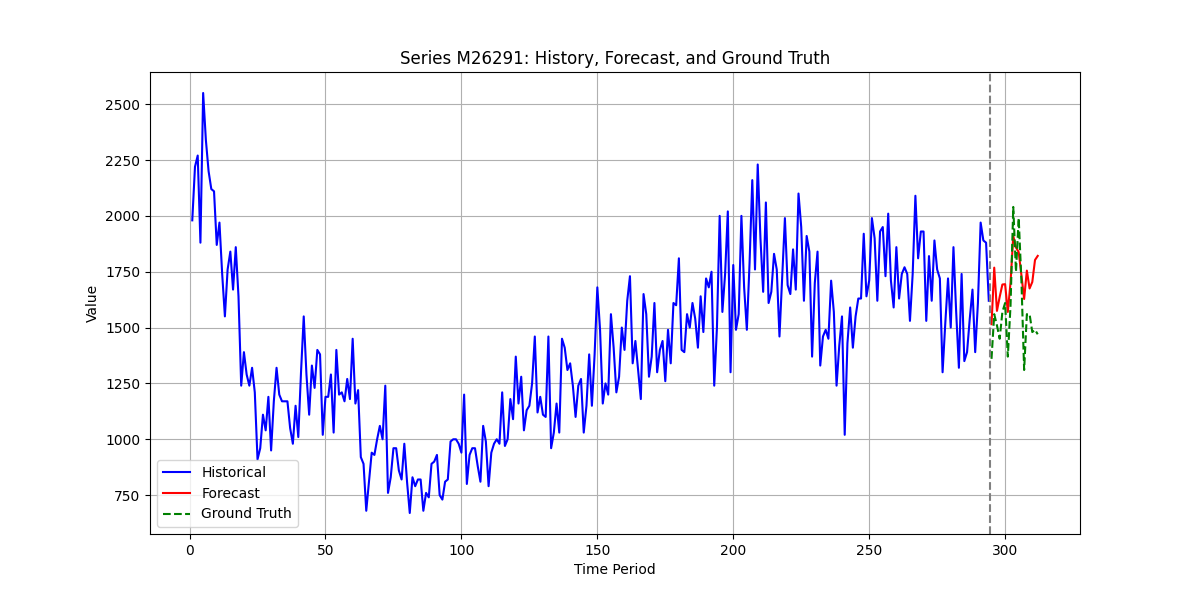 Series M26291: History, Forecast, and Ground Truth
Value
2500
2250
2000
1750
1500
1250
1000
750
Historical
Forecast
Ground Truth
0
50
100
150
200
250
300
Time Period